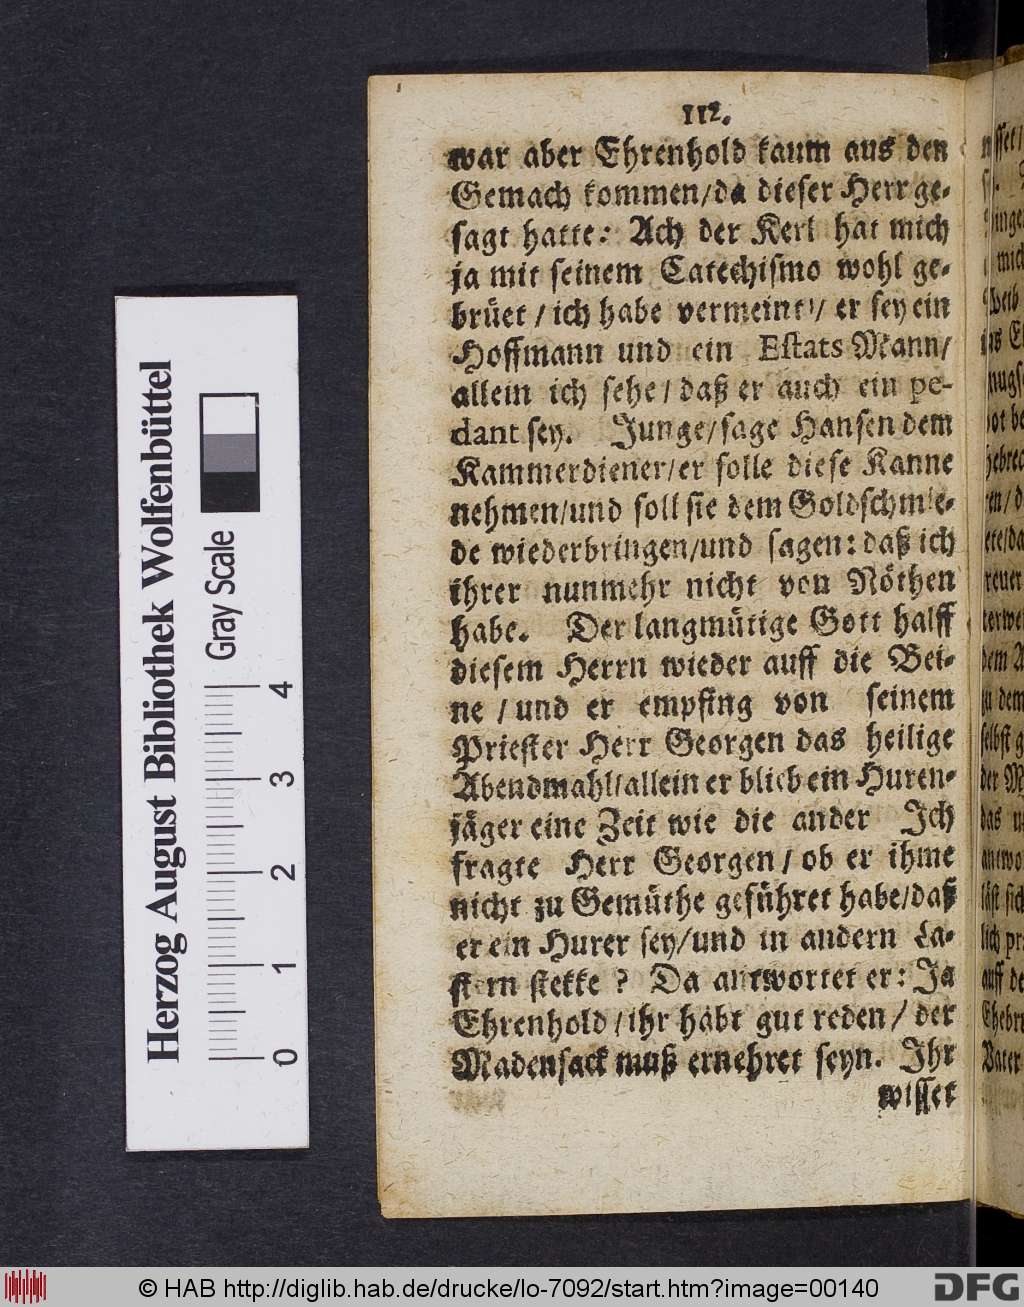 112.
war aber Ehrenhold kaum aus den
Gemach kommen/da dieser Herr ge-
sagt hatte: Ach der Kerl hat mich
ja mit seinem Catechismo wohl ge-
brüet / ich habe vermeint / er sey ein
Hoffmann und ein Estats Mann/
allein ich sehe / daß er auch ein pe-
dant sey. Junge/sage Hansen dem
Kammerdiener/er solle diese Kanne
nehmen/und soll sie dem Goldschmie-
de wiederbringen/und sagen: daß ich
ihrer nunmehr nicht von Nöthen
habe. Der langmütige Gott halff
diesem Herrn wieder auff die Bei-
ne / und er empfing von seinem
Priester Herr Georgen das heilige
Abendmahl/allein er blieb ein Huren-
jäger eine Zeit wie die ander Ich
fragte Herr Georgen / ob er ihme
nicht zu Gemüthe geführet habe/daß
er ein Hurer sey/und in andern La-
stern stekke ? Da antwortet er: Ja
Ehrenhold / ihr habt gut reden / der
Madensack muß ernehret seyn. Ihr
wisset
Herzog August Bibliothek Wolfenbüttel
Gray Scale
0 1 2 3 4
© HAB http://diglib.hab.de/drucke/lo-7092/start.htm?image=00140
DFG